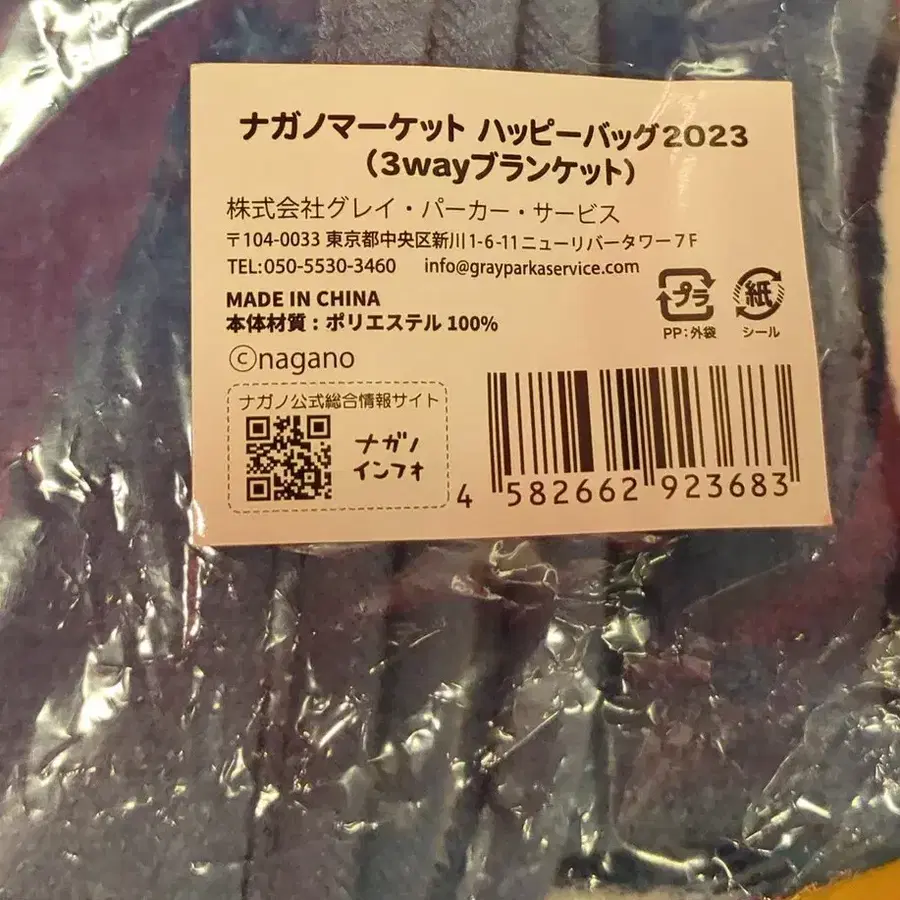 ナガノマーケット ハッピーバッグ2023
（3wayブランケット）
株式会社グレイ・パーカー・サービス
〒104-0033 東京都中央区新川1-6-11ニューリバータワー7F
TEL:050-5530-3460 info@grayparkaservice.com
MADE IN CHINA
本体材質：ポリエステル 100%
プラ
PP：外袋
紙
シール
ⓒnagano
ナガノ公式総合情報サイト
ナガノ
インフォ
4 582662 923683